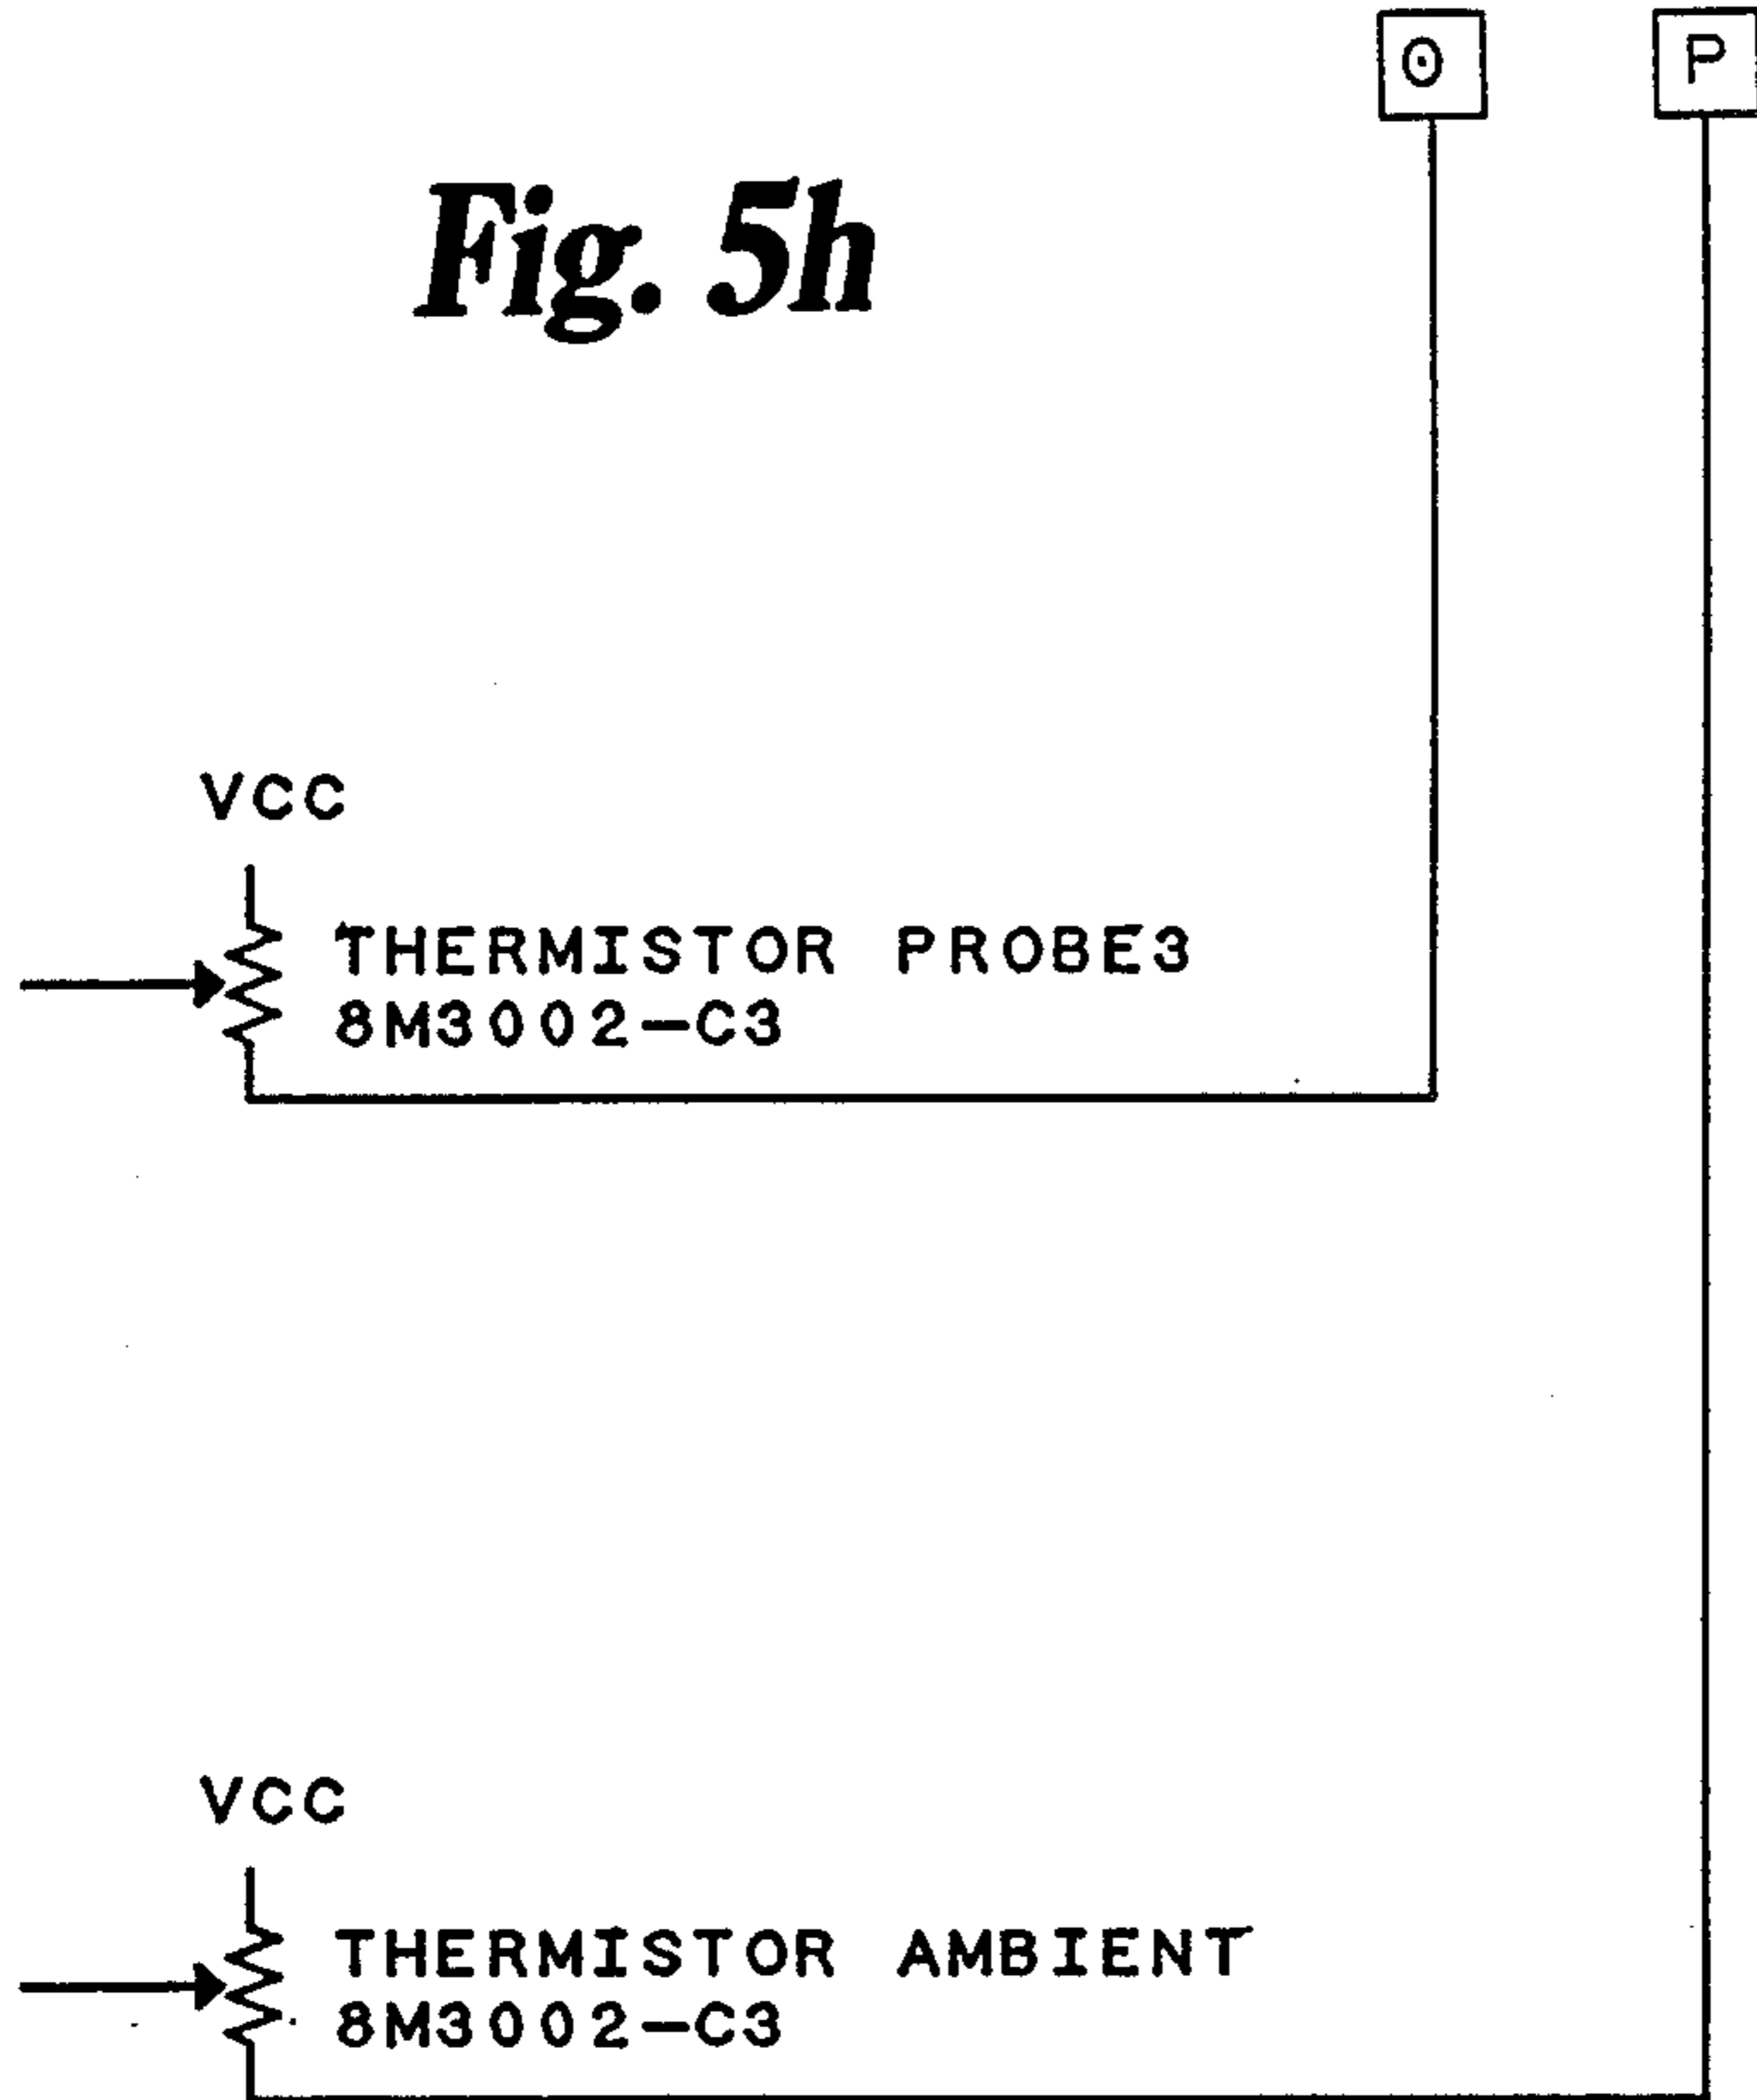 O P
Fig. 5h
VCC
THERMISTOR PROBE3
8M3002-C3
VCC
THERMISTOR AMBIENT
8M3002-C3